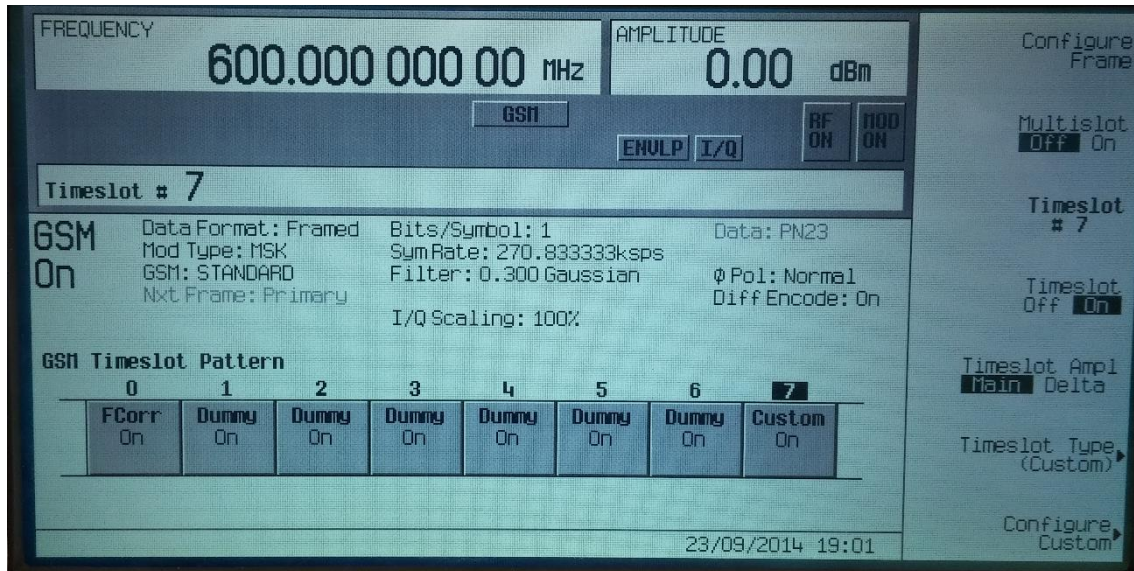 FREQUENCY
600.000 000 00 MHz
AMPLITUDE
0.00 dBm
GSM
ENVLP I/Q
RF ON
MOD ON
Timeslot # 7
GSM On
Data Format: Framed
Mod Type: MSK
GSM: STANDARD
Nxt Frame: Primary
Bits/Symbol: 1
Sym Rate: 270.833333ksps
Filter: 0.300 Gaussian
I/Q Scaling: 100%
Data: PN23
Φ Pol: Normal
Diff Encode: On
GSM Timeslot Pattern
0 1 2 3 4 5 6 7
FCorr Dummy Dummy Dummy Dummy Dummy Dummy Custom
On On On On On On On On
23/09/2014 19:01
Configure
Frame
Multislot
Off On
Timeslot
# 7
Timeslot
Off On
Timeslot Ampl
Main Delta
Timeslot Type
(Custom)
Configure
Custom